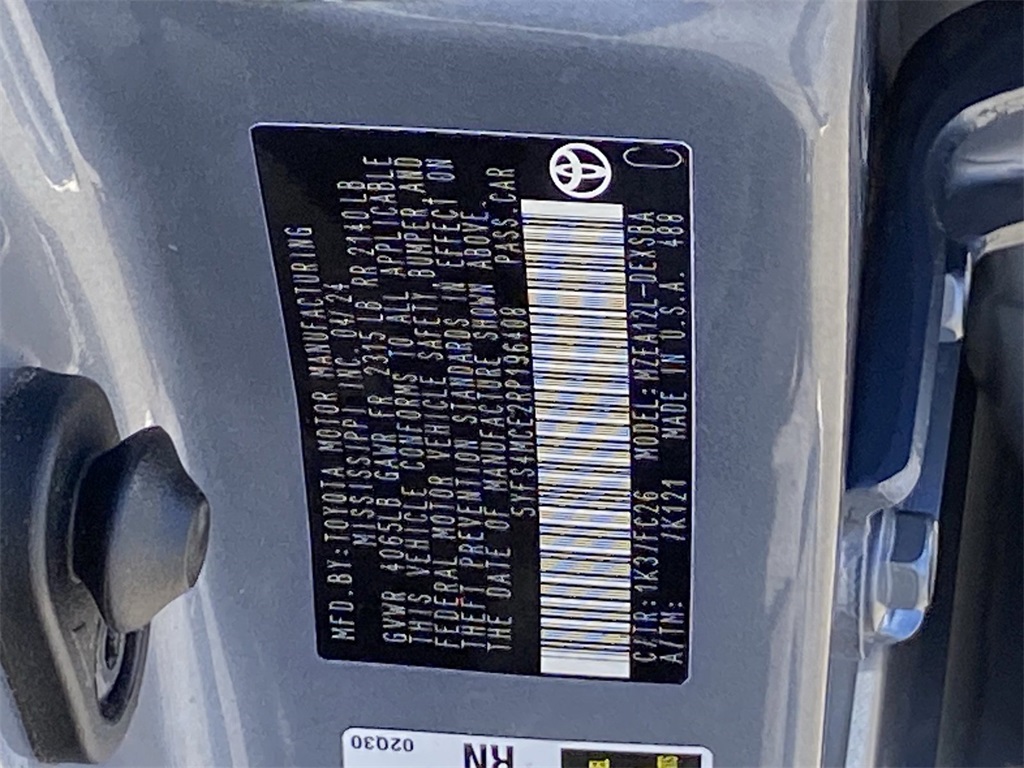 MFD.BY:TOYOTA MOTOR MANUFACTURING
MISSISSIPPI INC. 04/24
GVWR 4065LB GAWR FR 2315 LB RR 2140LB
THIS VEHICLE CONFORMS TO ALL APPLICABLE
FEDERAL MOTOR VEHICLE SAFETY, BUMPER,AND
THEFT PREVENTION STANDARDS IN EFFECT ON
THE DATE OF MANUFACTURE SHOWN ABOVE.
5YFS4MCE2RP196408 PASS.CAR
C/TR:1K3/FC26 MODEL:MZEA12L-DEXSBA
A/TN: /K121 MADE IN U.S.A. 488
C
02Q30
RN